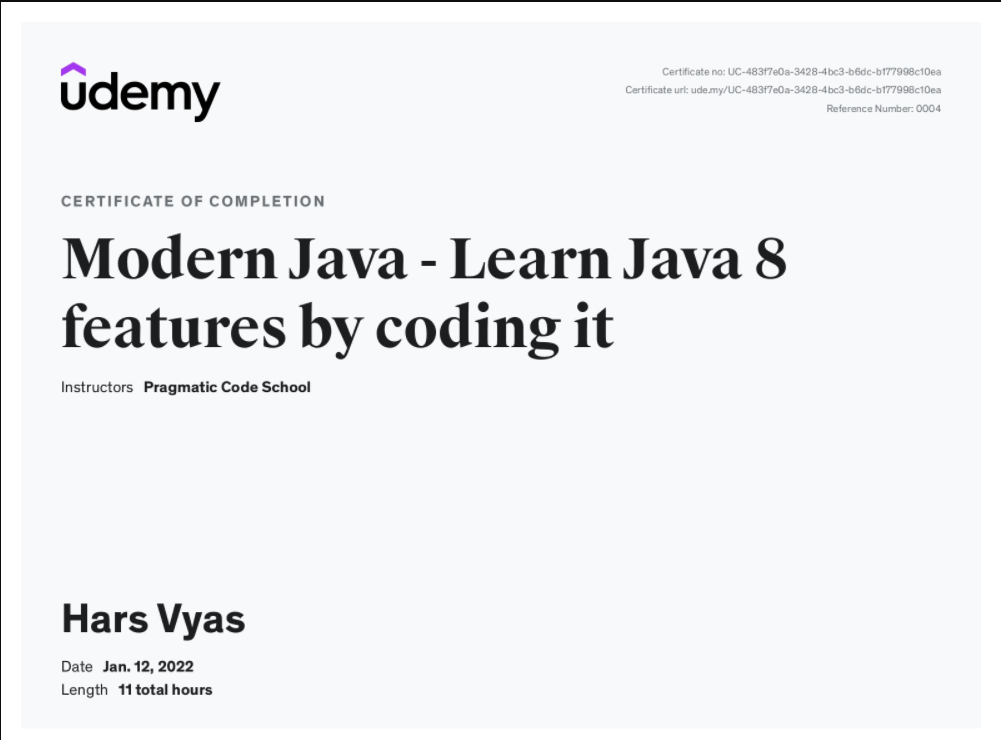 udemy
Certificate no: UC-483f7e0a-3428-4bc3-b6dc-b177998c10ea
Certificate url: ude.my/UC-483f7e0a-3428-4bc3-b6dc-b177998c10ea
Reference Number: 0004
CERTIFICATE OF COMPLETION
Modern Java - Learn Java 8
features by coding it
Instructors Pragmatic Code School
Hars Vyas
Date Jan. 12, 2022
Length 11 total hours